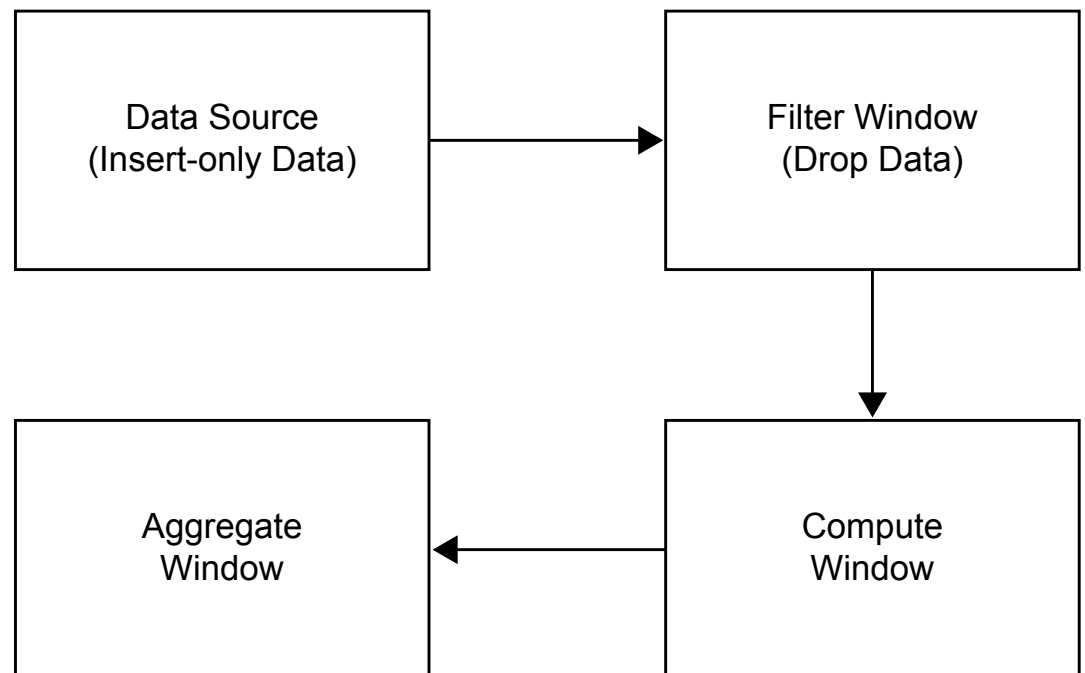 Data Source
(Insert-only Data)
Filter Window
(Drop Data)
Aggregate
Window
Compute
Window